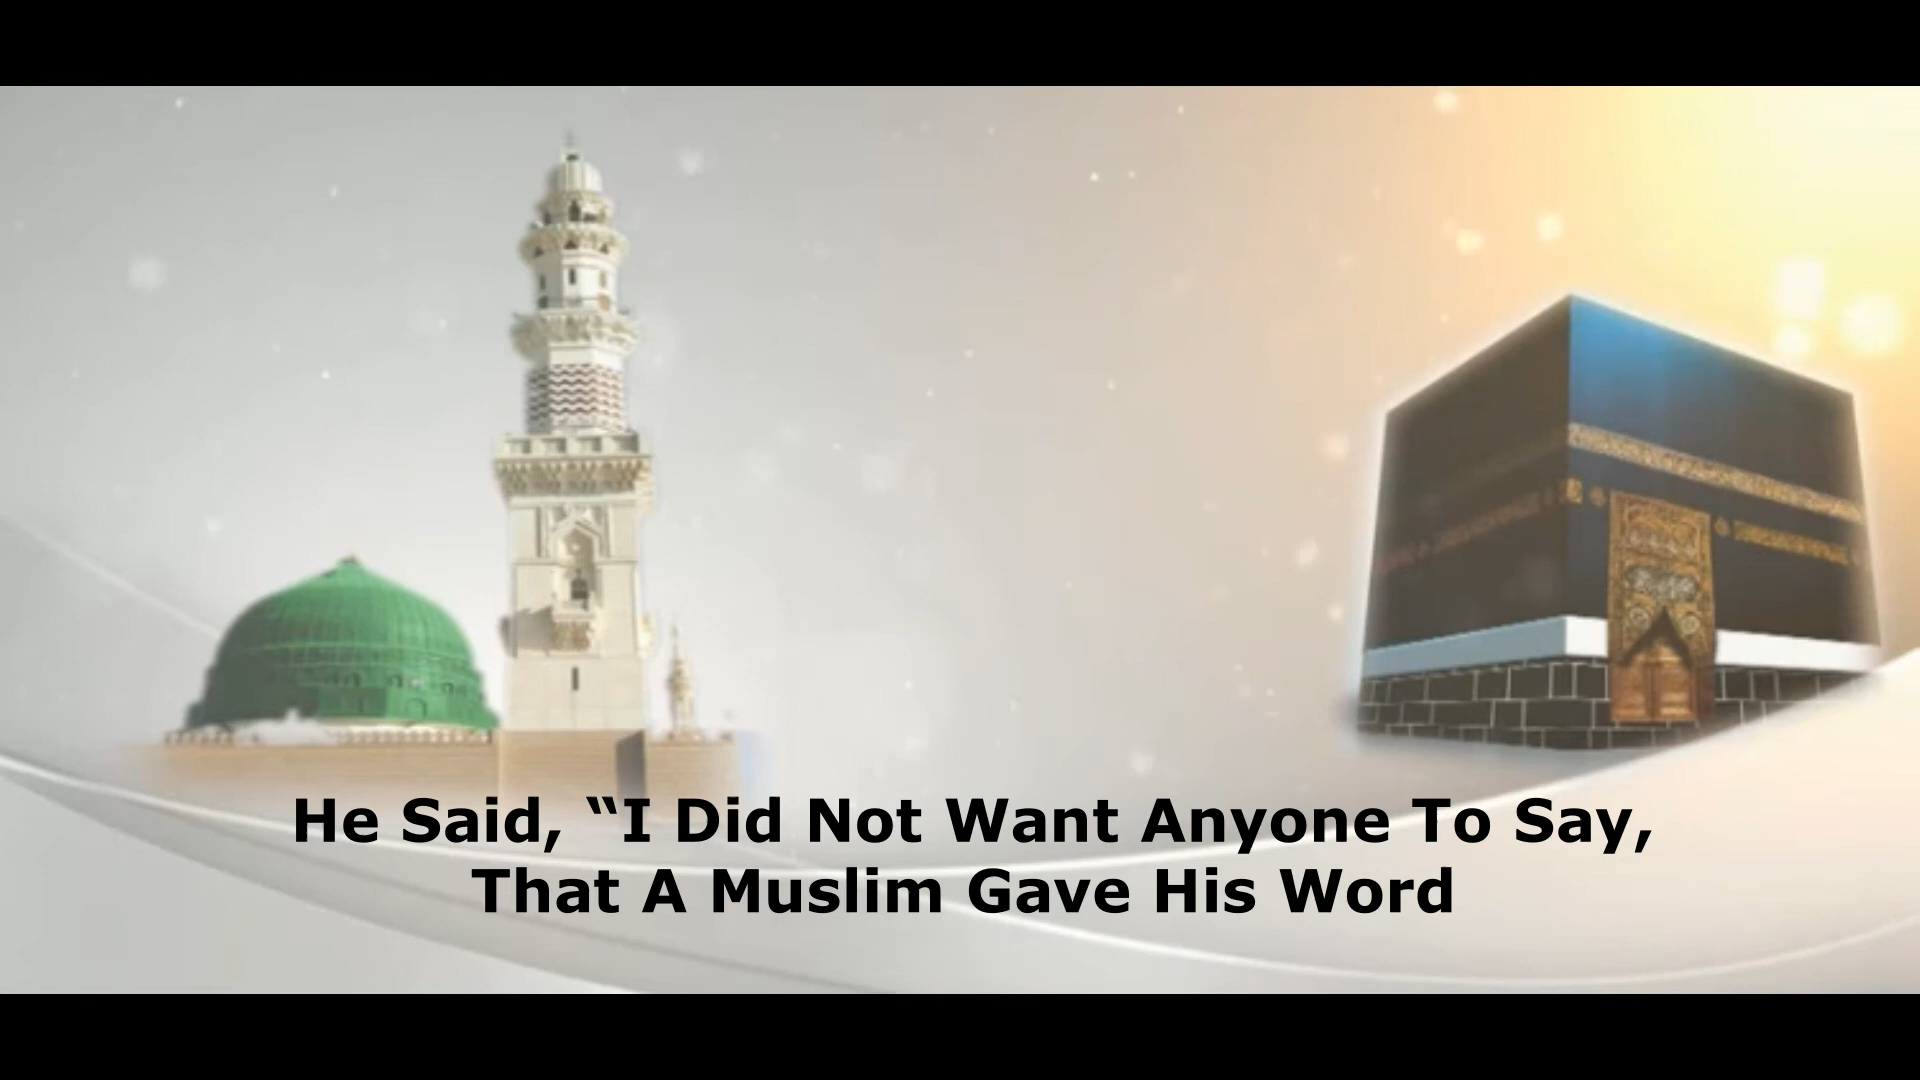 He Said, “I Did Not Want Anyone To Say,
That A Muslim Gave His Word